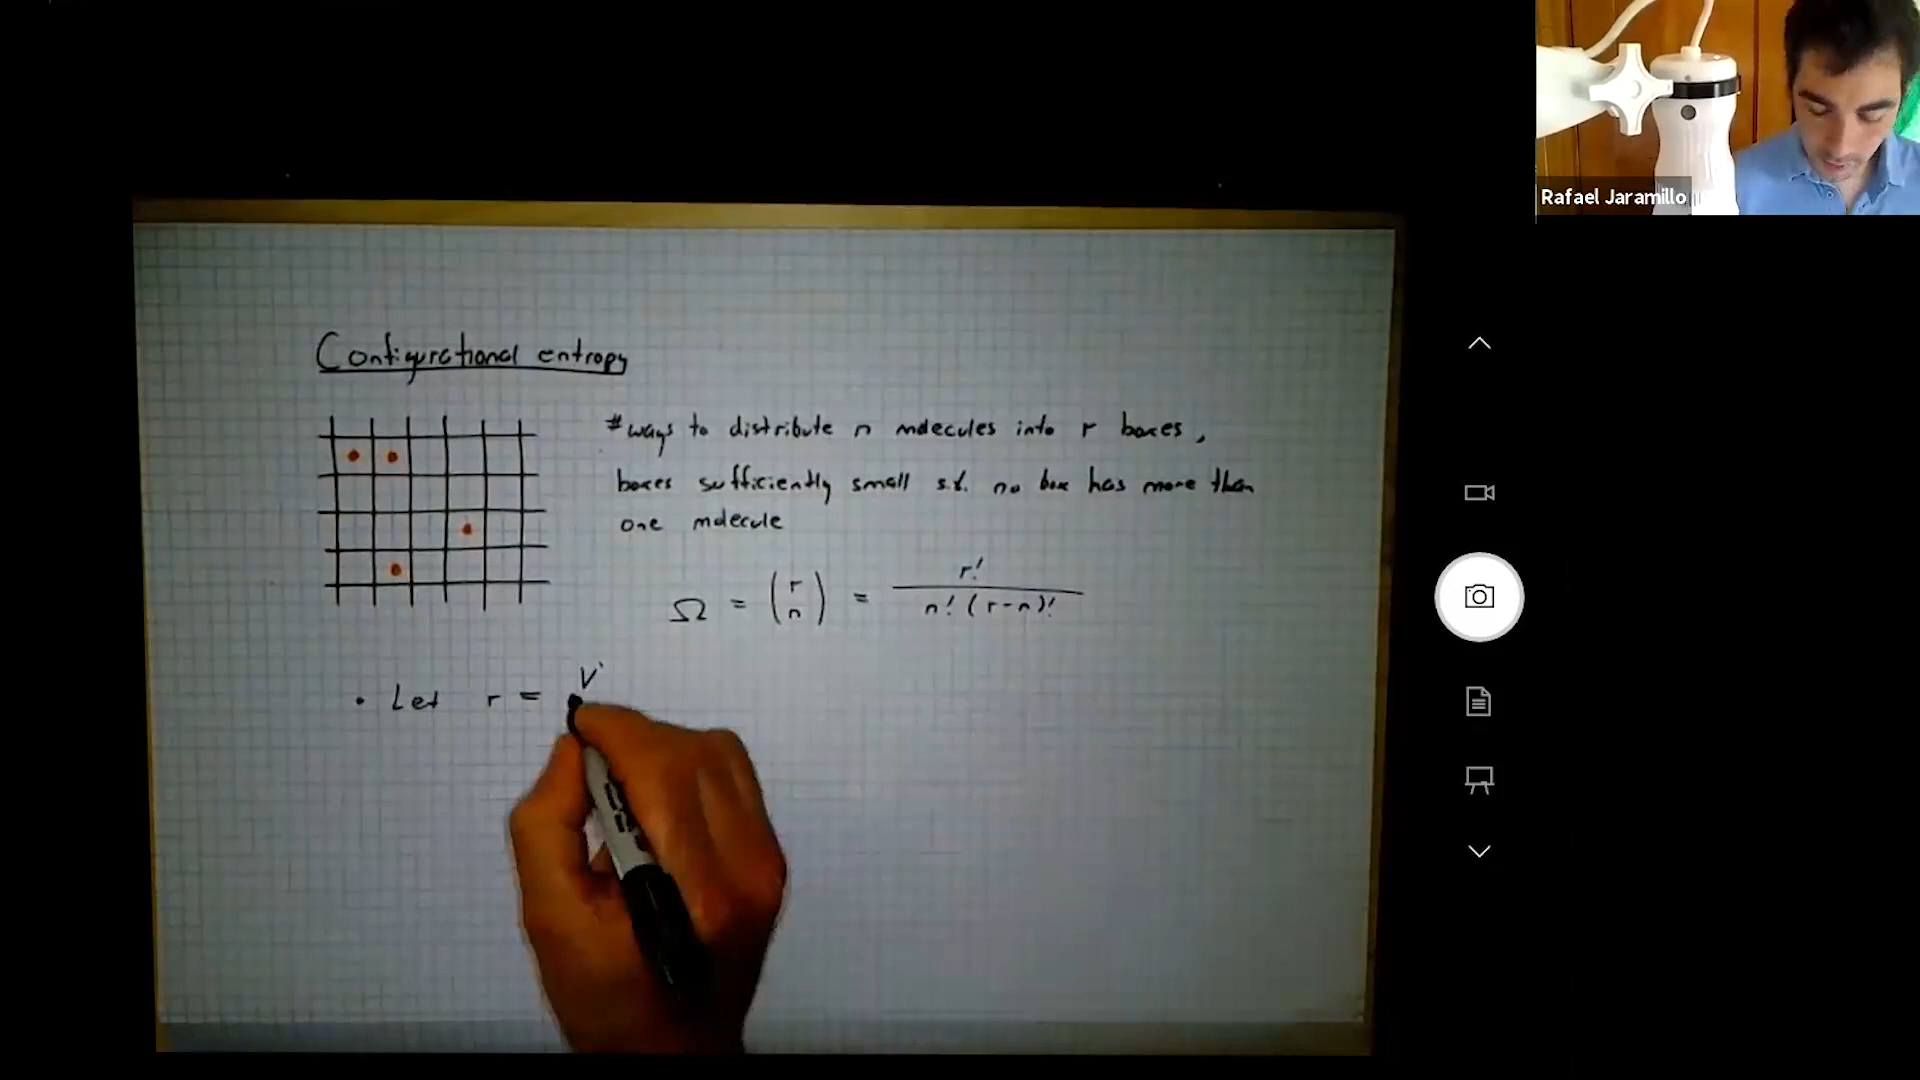 Rafael Jaramillo
Configurational entropy
# ways to distribute n molecules into r boxes,
boxes sufficiently small s.t. no box has more than
one molecule
Ω = (r n) = r! / n! (r-n)!
• Let r = V